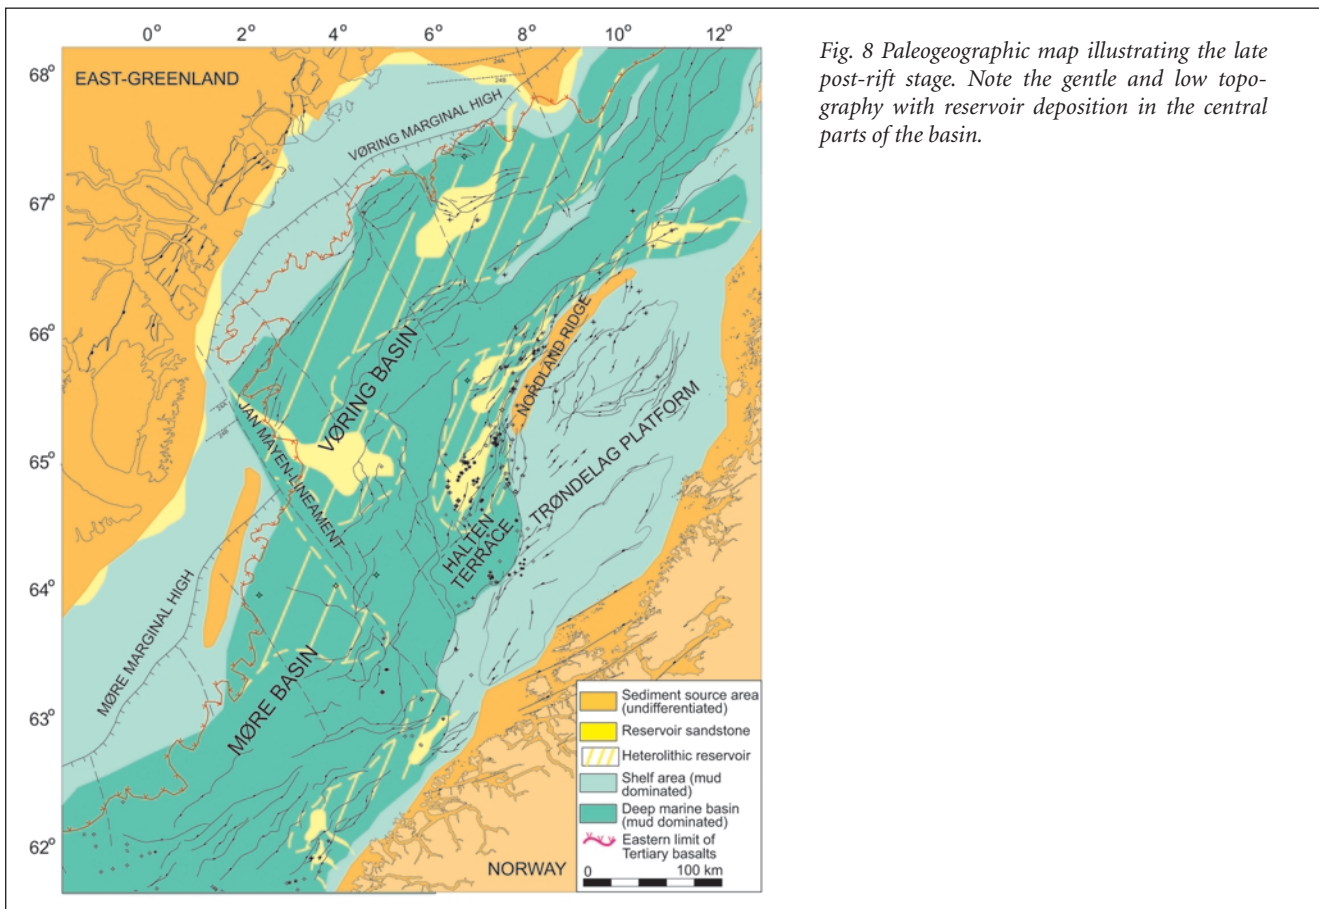 0° 2° 4° 6° 8° 10° 12°
68°
67°
66°
65°
64°
63°
62°
EAST-GREENLAND
VØRING MARGINAL HIGH
24A
24B
VØRING BASIN
NORDLAND RIDGE
JAN MAYEN-LINEAMENT
HALTEN
TERRACE
TRØNDELAG PLATFORM
MØRE MARGINAL HIGH
MØRE BASIN
NORWAY
Sediment source area
(undifferentiated)
Reservoir sandstone
Heterolithic reservoir
Shelf area (mud
dominated)
Deep marine basin
(mud dominated)
Eastern limit of
Tertiary basalts
0 100 km
Fig. 8 Paleogeographic map illustrating the late
post-rift stage. Note the gentle and low topo-
graphy with reservoir deposition in the central
parts of the basin.